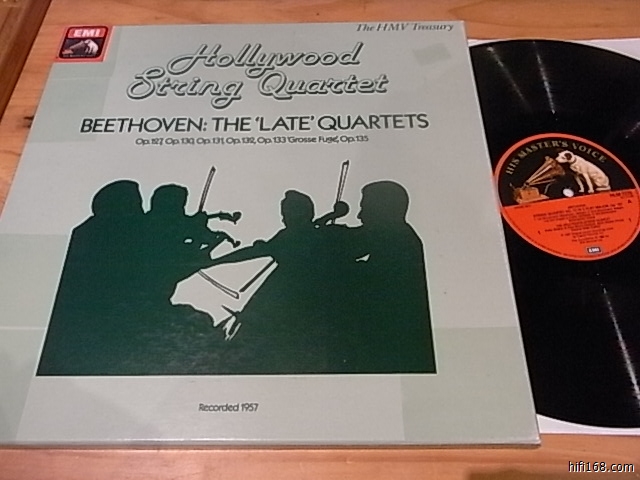 EMI
The HMV Treasury
Hollywood
String Quartet
BEETHOVEN: THE 'LATE' QUARTETS
Op.127, Op.130, Op.131, Op.132, Op.133 'Grosse Fuge', Op.135
Recorded 1957
HIS MASTER'S VOICE
EMI
hifi168.com